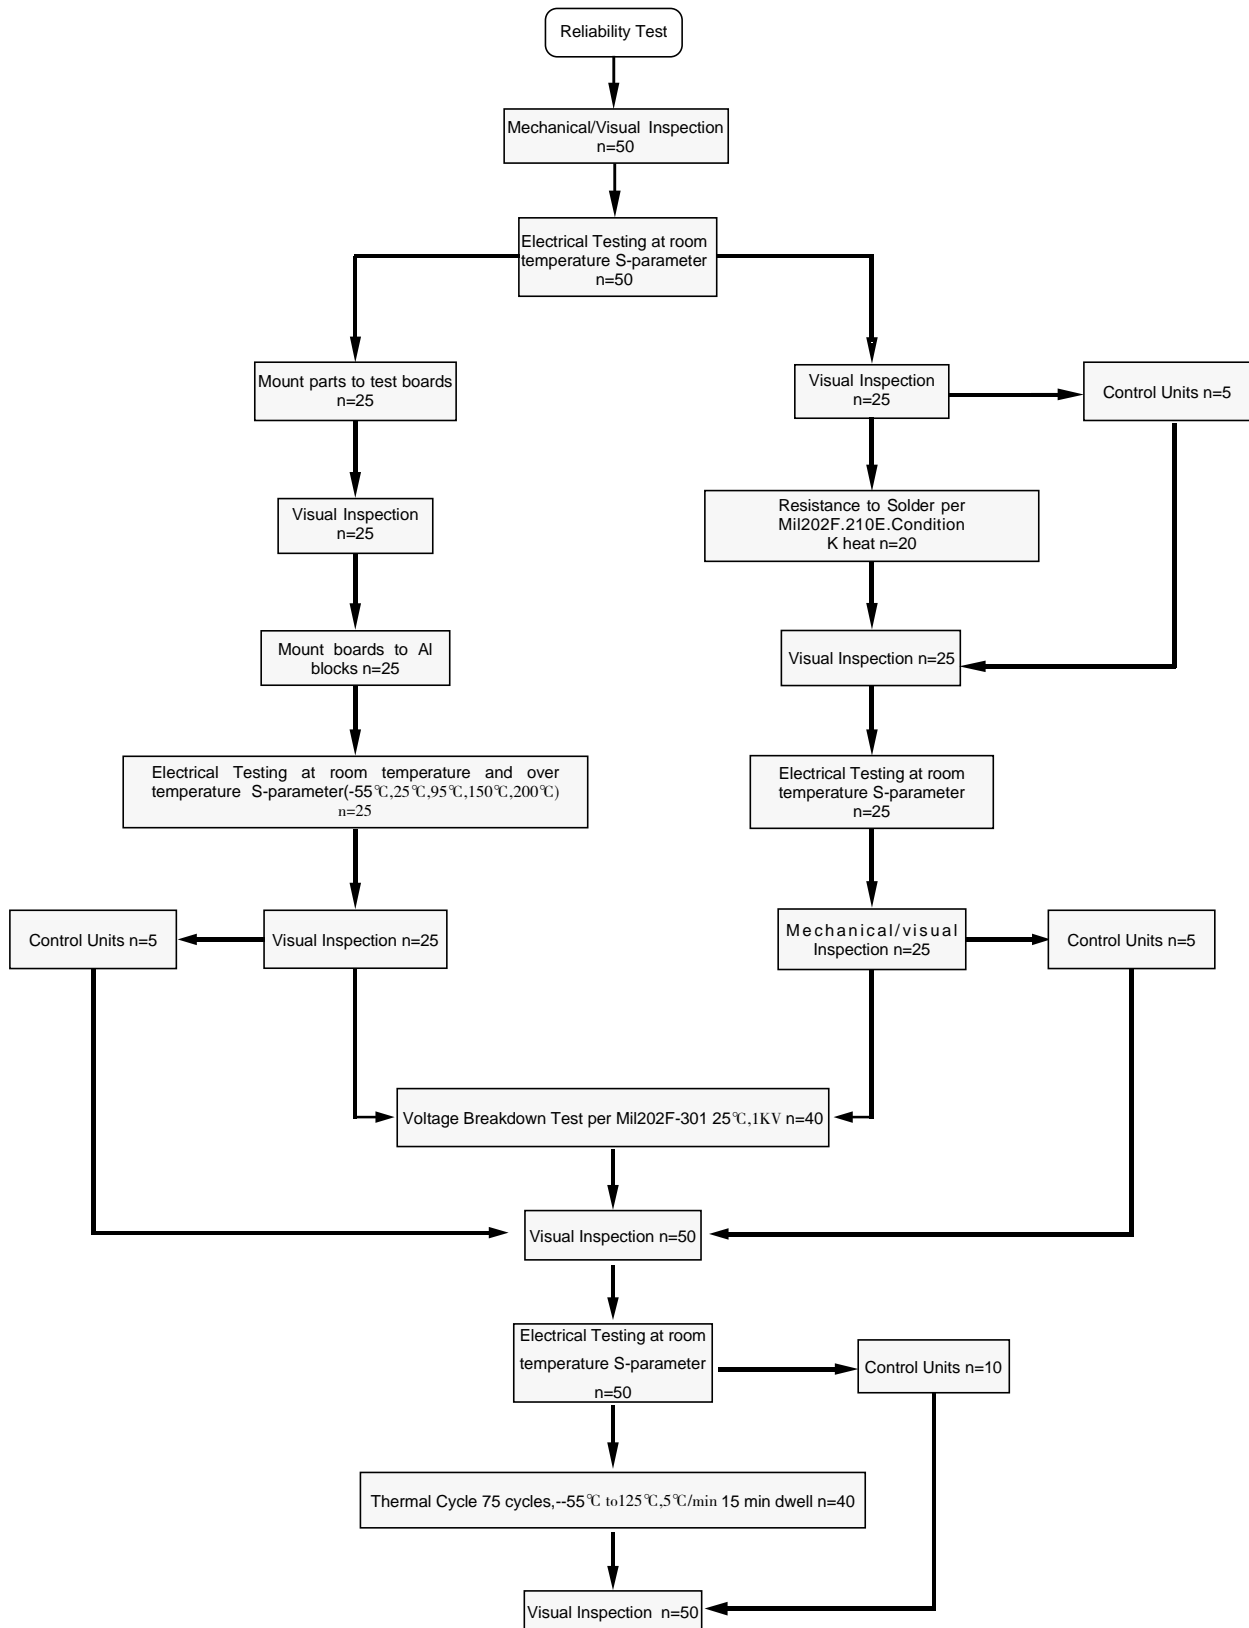 Reliability Test
Mechanical/Visual Inspection
n=50
Electrical Testing at room
temperature S-parameter
n=50
Mount parts to test boards
n=25
Visual Inspection
n=25
Control Units n=5
Visual Inspection
n=25
Resistance to Solder per
Mil202F.210E.Condition
K heat n=20
Mount boards to Al
blocks n=25
Visual Inspection n=25
Electrical Testing at room temperature and over
temperature S-parameter(-55℃,25℃,95℃,150℃,200℃)
n=25
Electrical Testing at room
temperature S-parameter
n=25
Control Units n=5
Visual Inspection n=25
Mechanical/visual
Inspection n=25
Control Units n=5
Voltage Breakdown Test per Mil202F-301 25℃,1KV n=40
Visual Inspection n=50
Electrical Testing at room
temperature S-parameter
n=50
Control Units n=10
Thermal Cycle 75 cycles,--55℃ to125℃,5℃/min 15 min dwell n=40
Visual Inspection n=50